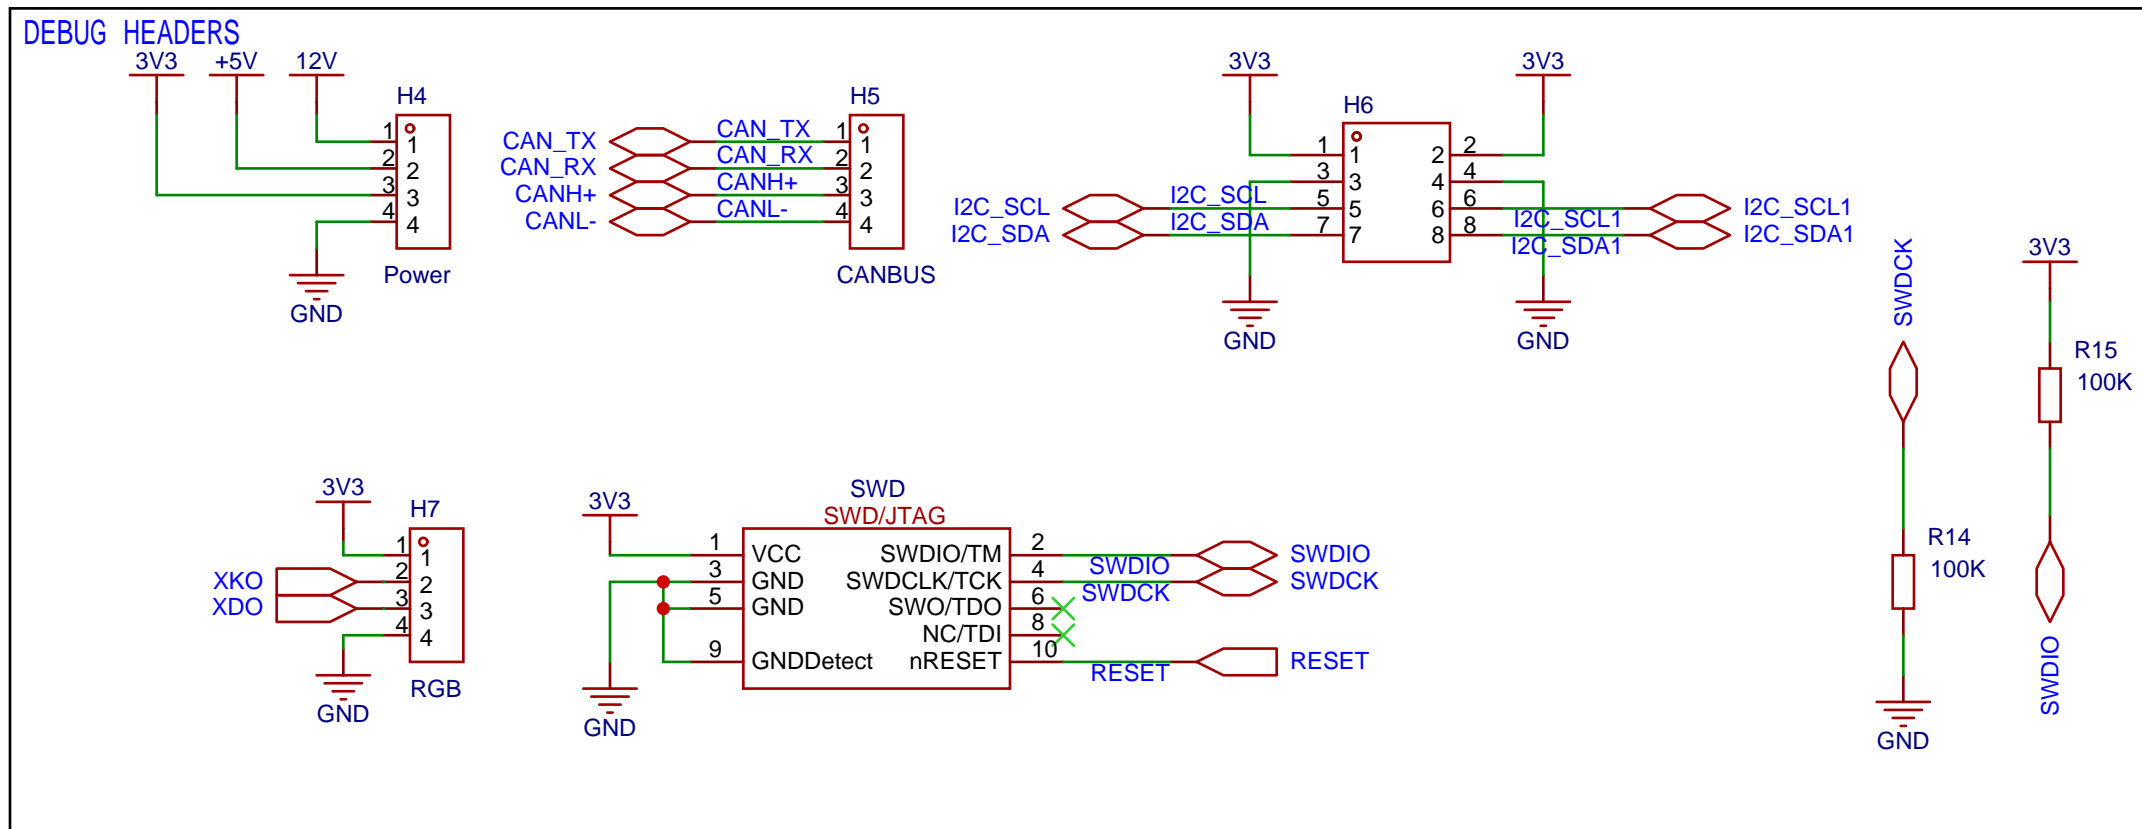 DEBUG HEADERS
3V3 +5V 12V
H4
1 1
2 2
3 3
4 4
Power
GND
H5
CAN_TX CAN_TX 1 1
CAN_RX CAN_RX 2 2
CANH+ CANH+ 3 3
CANL- CANL- 4 4
CANBUS
3V3 3V3
H6
1 1 2 2
3 3 4 4
I2C_SCL I2C_SCL 5 5 6 6 I2C_SCL1 I2C_SCL1
I2C_SDA I2C_SDA 7 7 8 8 I2C_SDA1 I2C_SDA1
GND GND
SWDCK
R14
100K
GND
3V3
R15
100K
SWDIO
3V3
H7
1 1
XKO 2 2
XDO 3 3
4 4
RGB
GND
3V3
SWD
SWD/JTAG
1 VCC SWDIO/TM 2 SWDIO SWDIO
3 GND SWDCLK/TCK 4 SWDCK SWDCK
5 GND SWO/TDO 6
NC/TDI 8
9 GNDDetect nRESET 10 RESET RESET
GND